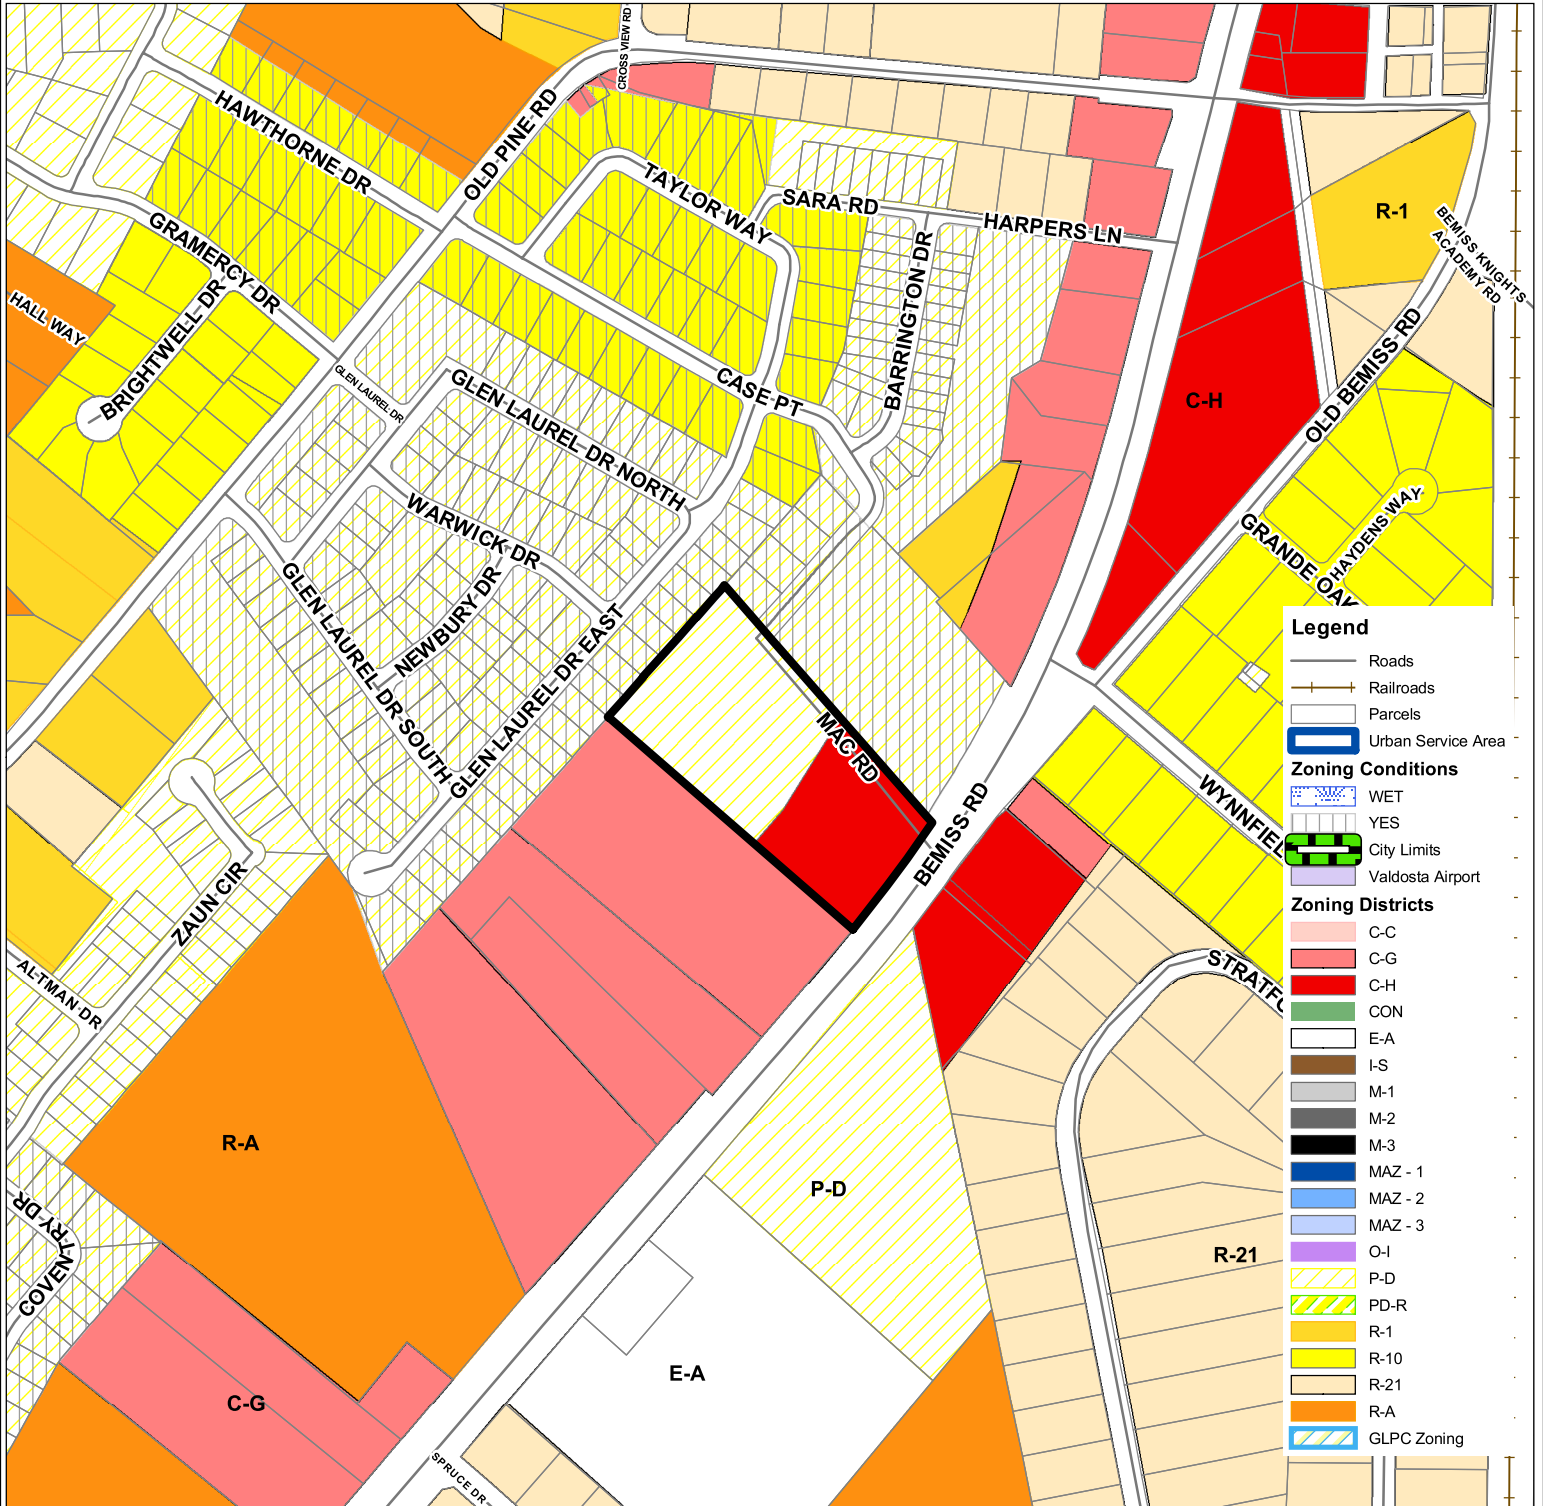 CROSS VIEW RD
HAWTHORNE DR
OLD PINE RD
TAYLOR WAY
SARA RD
HARPERS LN
R-1
BEMISS KNIGHTS
ACADEMY RD
GRAMERCY DR
HALL WAY
BRIGHTWELL DR
BARRINGTON DR
GLEN LAUREL DR
GLEN LAUREL DR NORTH
CASE PT
C-H
OLD BEMISS RD
WARWICK DR
HAYDENS WAY
GRANDE OAK
GLEN LAUREL DR SOUTH
NEWBURY DR
GLEN LAUREL DR EAST
MAC RD
BEMISS RD
WYNNFIEL
ZAUN CIR
ALTMAN DR
STRATFO
R-A
P-D
R-21
COVENTRY DR
E-A
C-G
SPRUCE DR
Legend
Roads
Railroads
Parcels
Urban Service Area
Zoning Conditions
WET
YES
City Limits
Valdosta Airport
Zoning Districts
C-C
C-G
C-H
CON
E-A
I-S
M-1
M-2
M-3
MAZ - 1
MAZ - 2
MAZ - 3
O-I
P-D
PD-R
R-1
R-10
R-21
R-A
GLPC Zoning